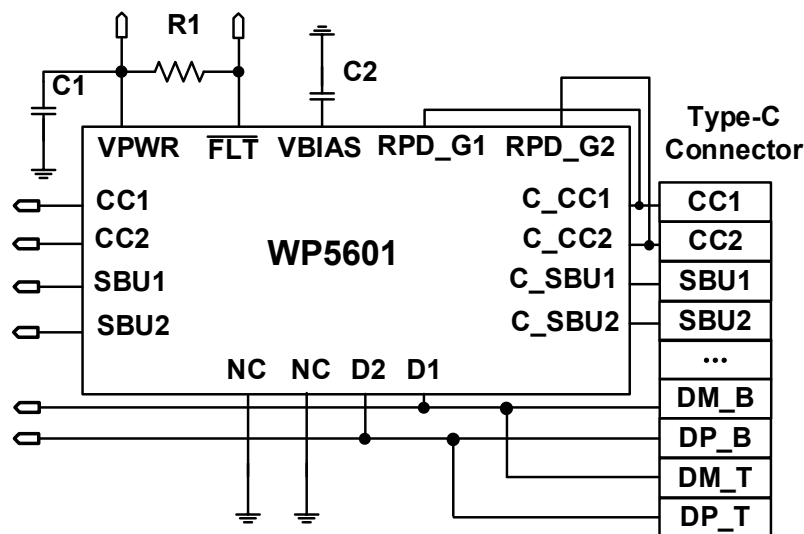 R1
C1
C2
VPWR
FLT
VBIAS
RPD_G1
RPD_G2
Type-C
Connector
CC1
CC2
SBU1
SBU2
WP5601
C_CC1
C_CC2
C_SBU1
C_SBU2
NC
NC
D2
D1
CC1
CC2
SBU1
SBU2
...
DM_B
DP_B
DM_T
DP_T